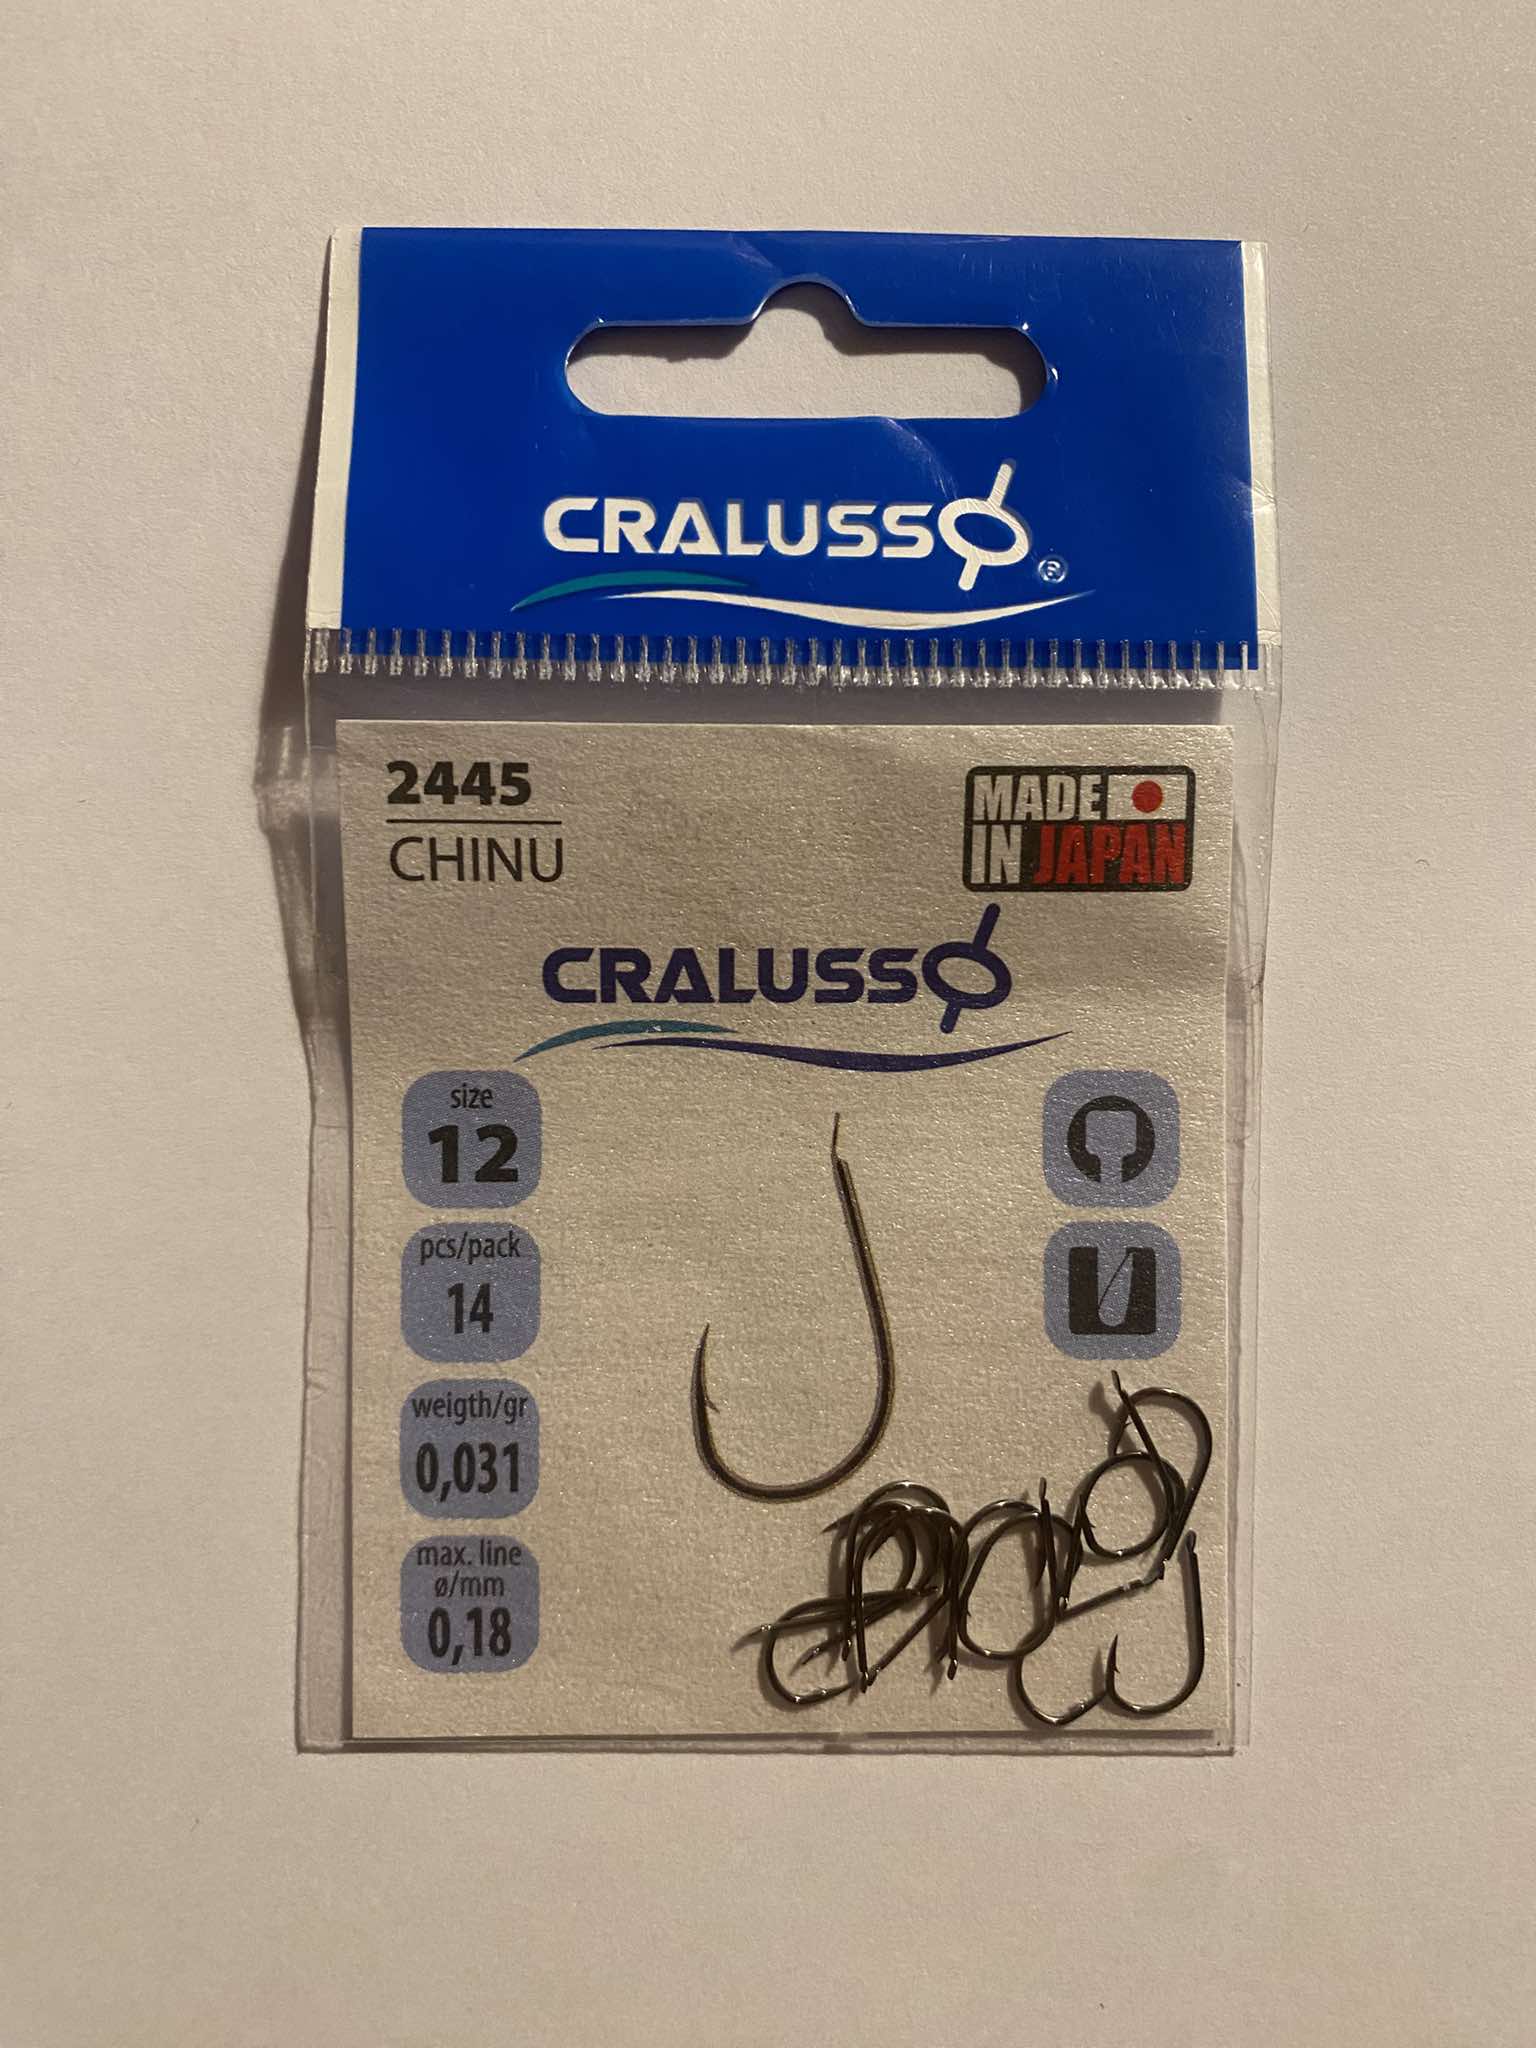 CRALUSSO®
2445
CHINU
MADE
IN JAPAN
CRALUSSO
size
12
pcs/pack
14
weigth/gr
0,031
max. line
ø/mm
0,18